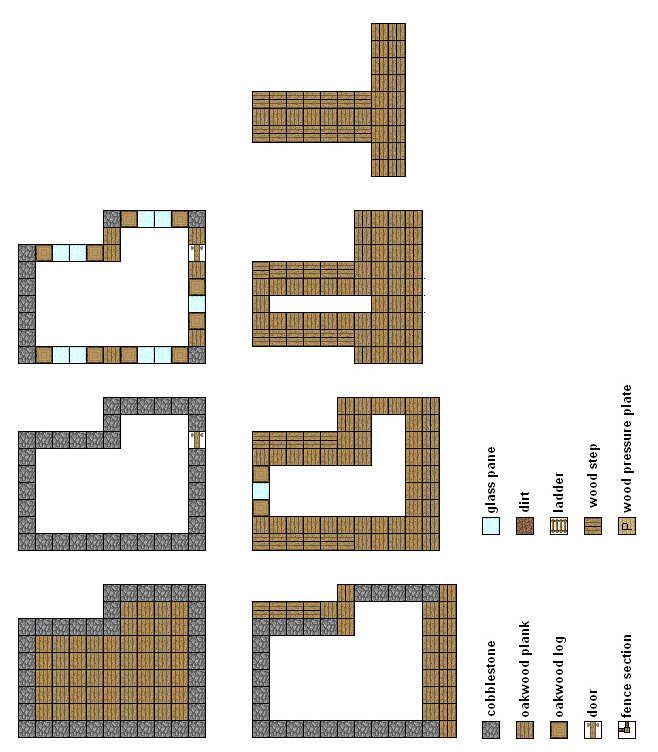 cobblestone
oakwood plank
oakwood log
door
fence section
glass pane
dirt
ladder
wood step
P wood pressure plate